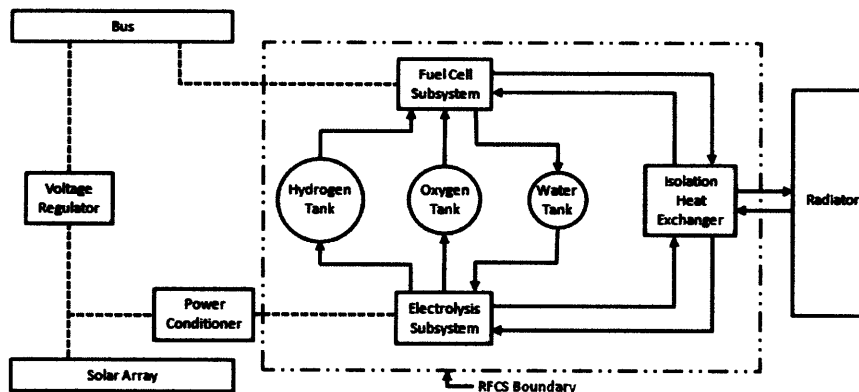 Bus
Fuel Cell
Subsystem
Hydrogen
Tank
Oxygen
Tank
Water
Tank
Voltage
Regulator
Isolation
Heat
Exchanger
Radiator
Power
Conditioner
Electrolysis
Subsystem
Solar Array
RFCS Boundary